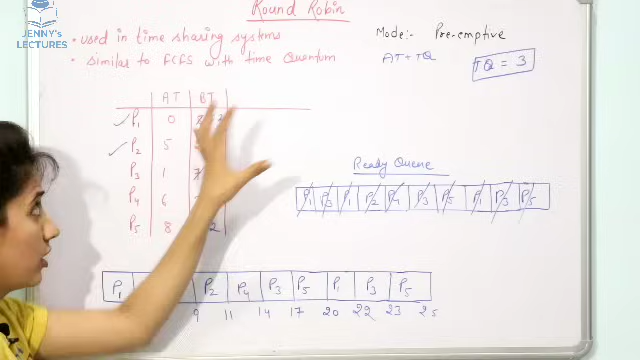 JENNY'S
LECTURES
Round Robin
• used in time sharing systems
• similar to FCFS with time Quantum
Mode:- Pre-emptive
AT + TQ
TQ = 3
AT BT
P1 0
P2 5
P3 1 7
P4 6
P5 8 2
Ready Queue
P1 P3 P1 P2 P4 P3 P5 P1 P3 P5
P1 P2 P4 P3 P5 P1 P3 P5
9 11 14 17 20 22 23 25